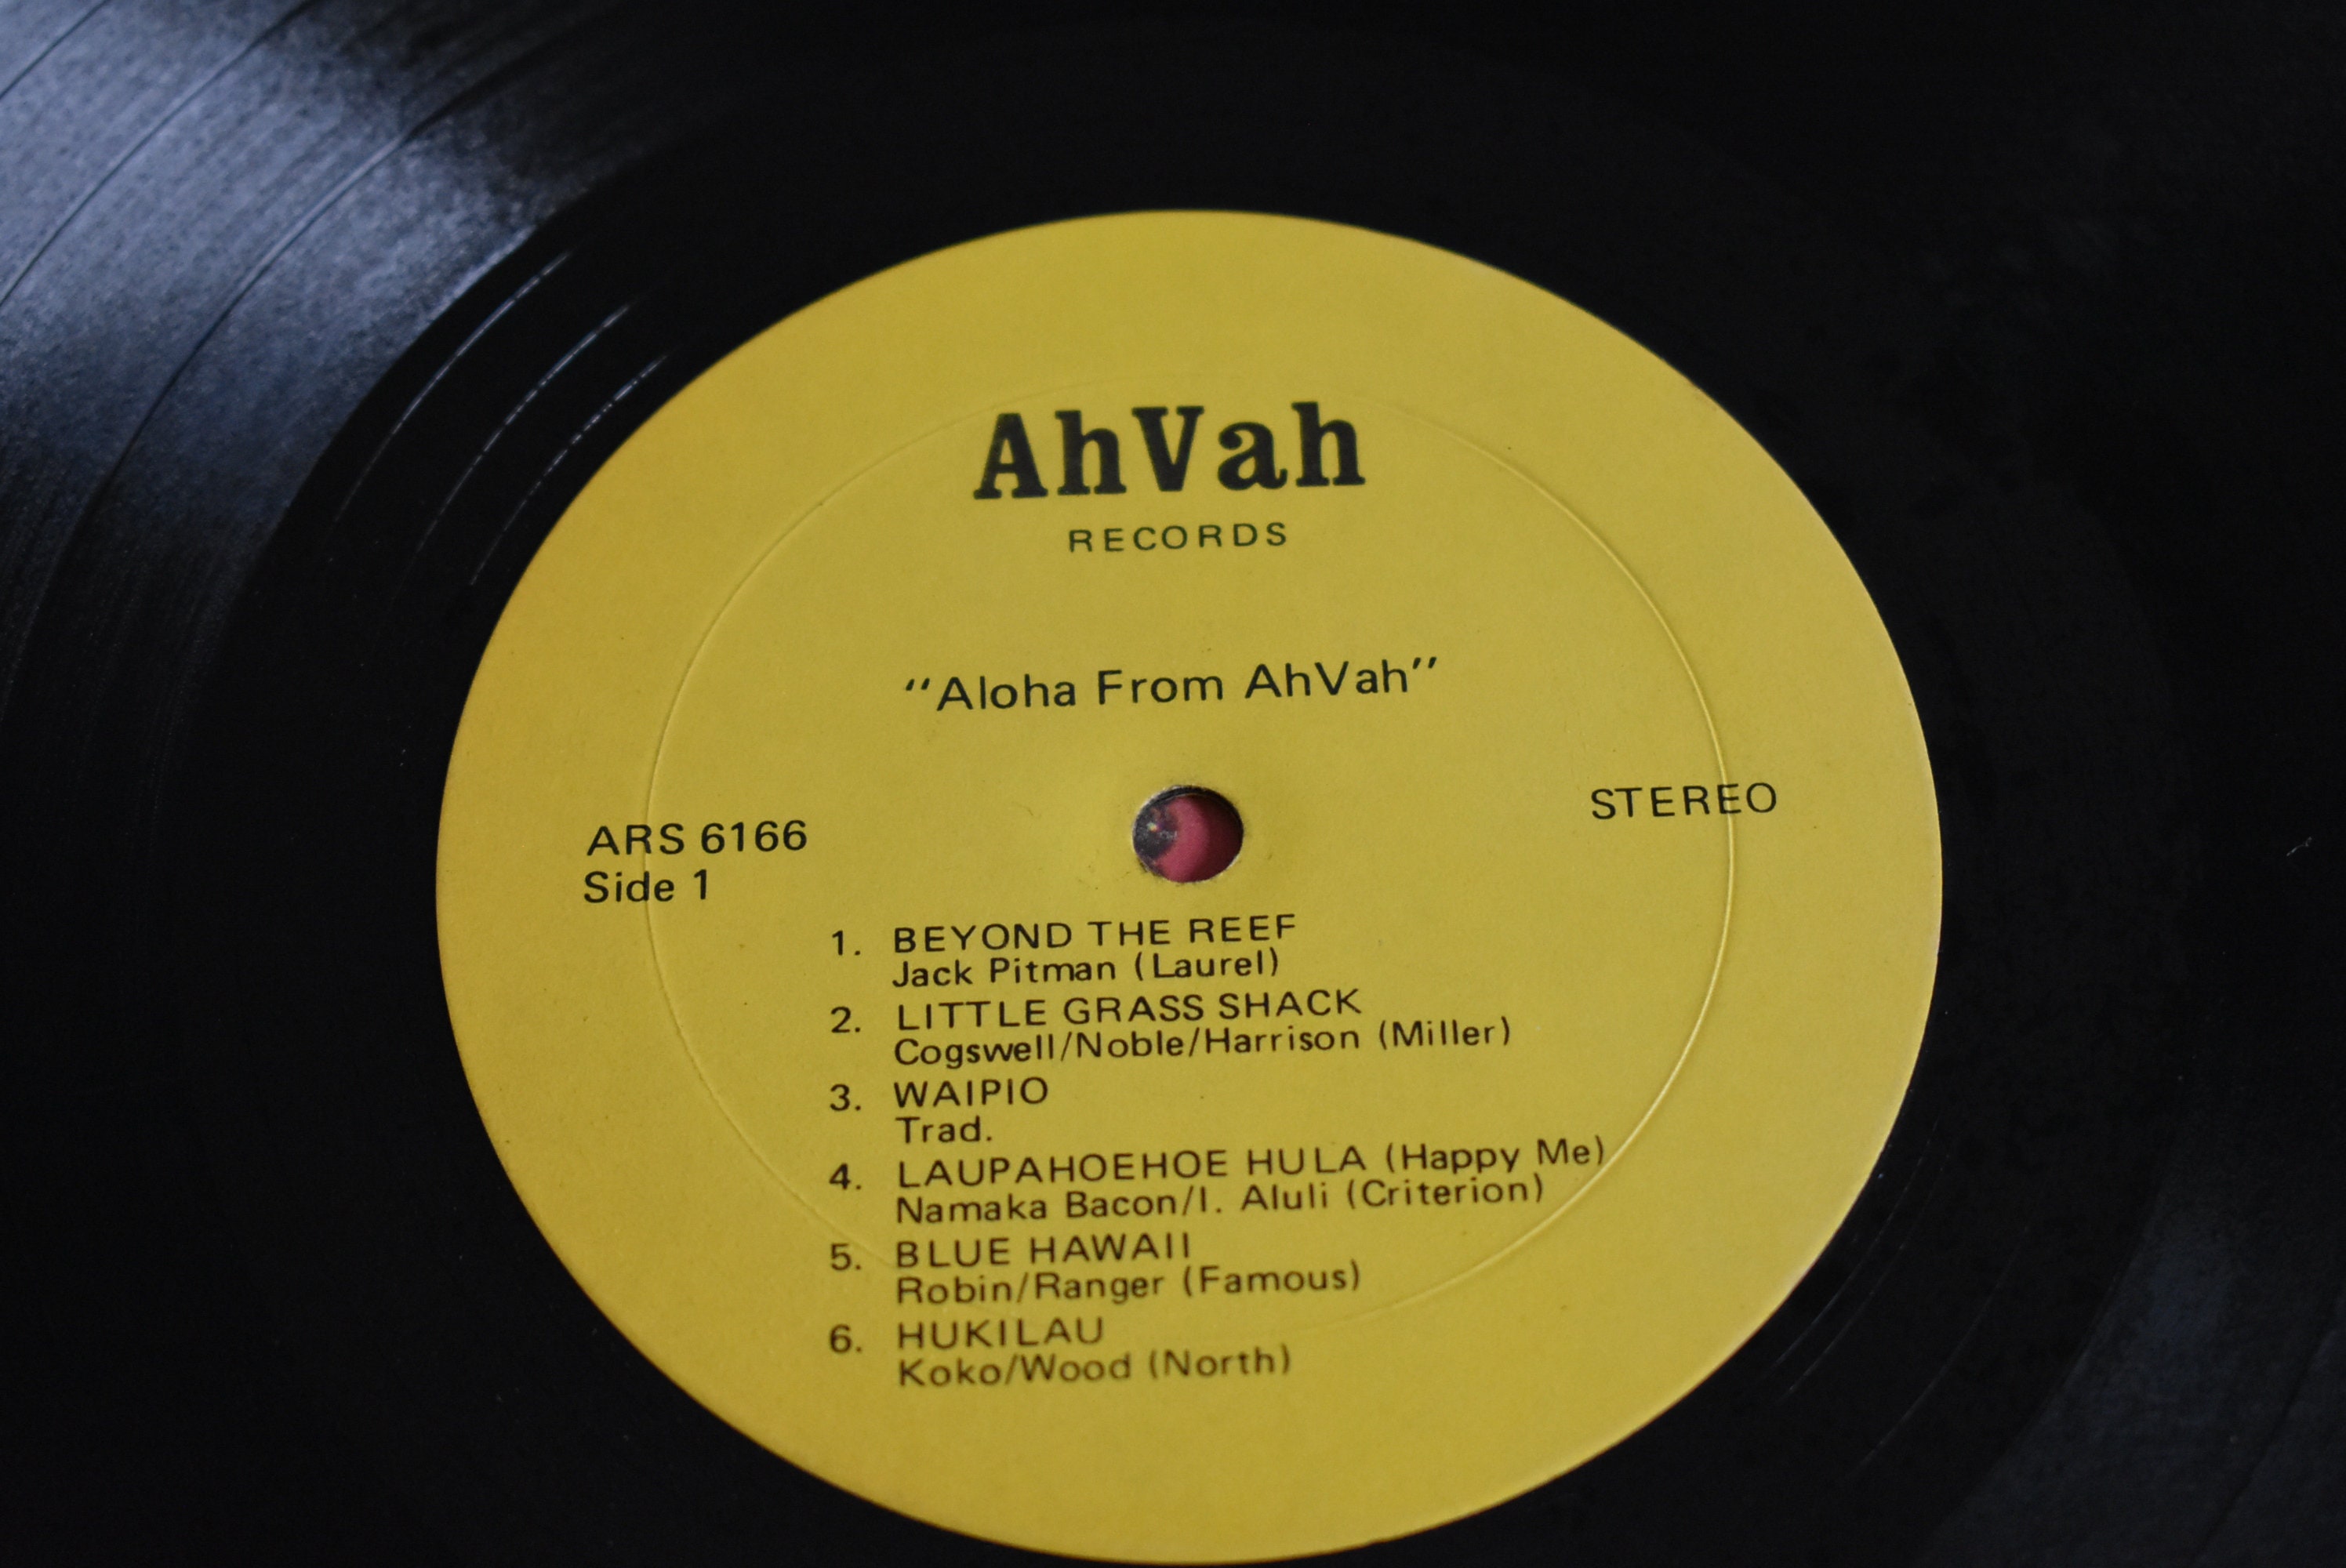 AhVah
RECORDS
"Aloha From AhVah"
STEREO
ARS 6166
Side 1
1. BEYOND THE REEF
Jack Pitman (Laurel)
2. LITTLE GRASS SHACK
Cogswell/Noble/Harrison (Miller)
3. WAIPIO
Trad.
4. LAUPAHOEHOE HULA (Happy Me)
Namaka Bacon/I. Aluli (Criterion)
5. BLUE HAWAII
Robin/Ranger (Famous)
6. HUKILAU
Koko/Wood (North)